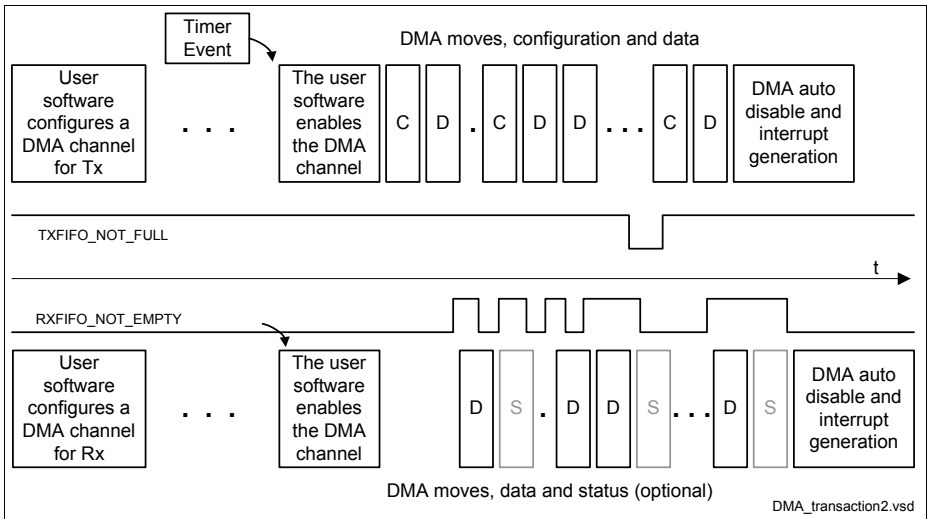 Timer
Event
DMA moves, configuration and data
User
software
configures a
DMA channel
for Tx
. . .
The user
software
enables
the DMA
channel
C D . C D D . . . C D
DMA auto
disable and
interrupt
generation
TXFIFO_NOT_FULL
t
RXFIFO_NOT_EMPTY
User
software
configures a
DMA channel
for Rx
. . .
The user
software
enables
the DMA
channel
D S . D D S . . . D S
DMA auto
disable and
interrupt
generation
DMA moves, data and status (optional)
DMA_transaction2.vsd